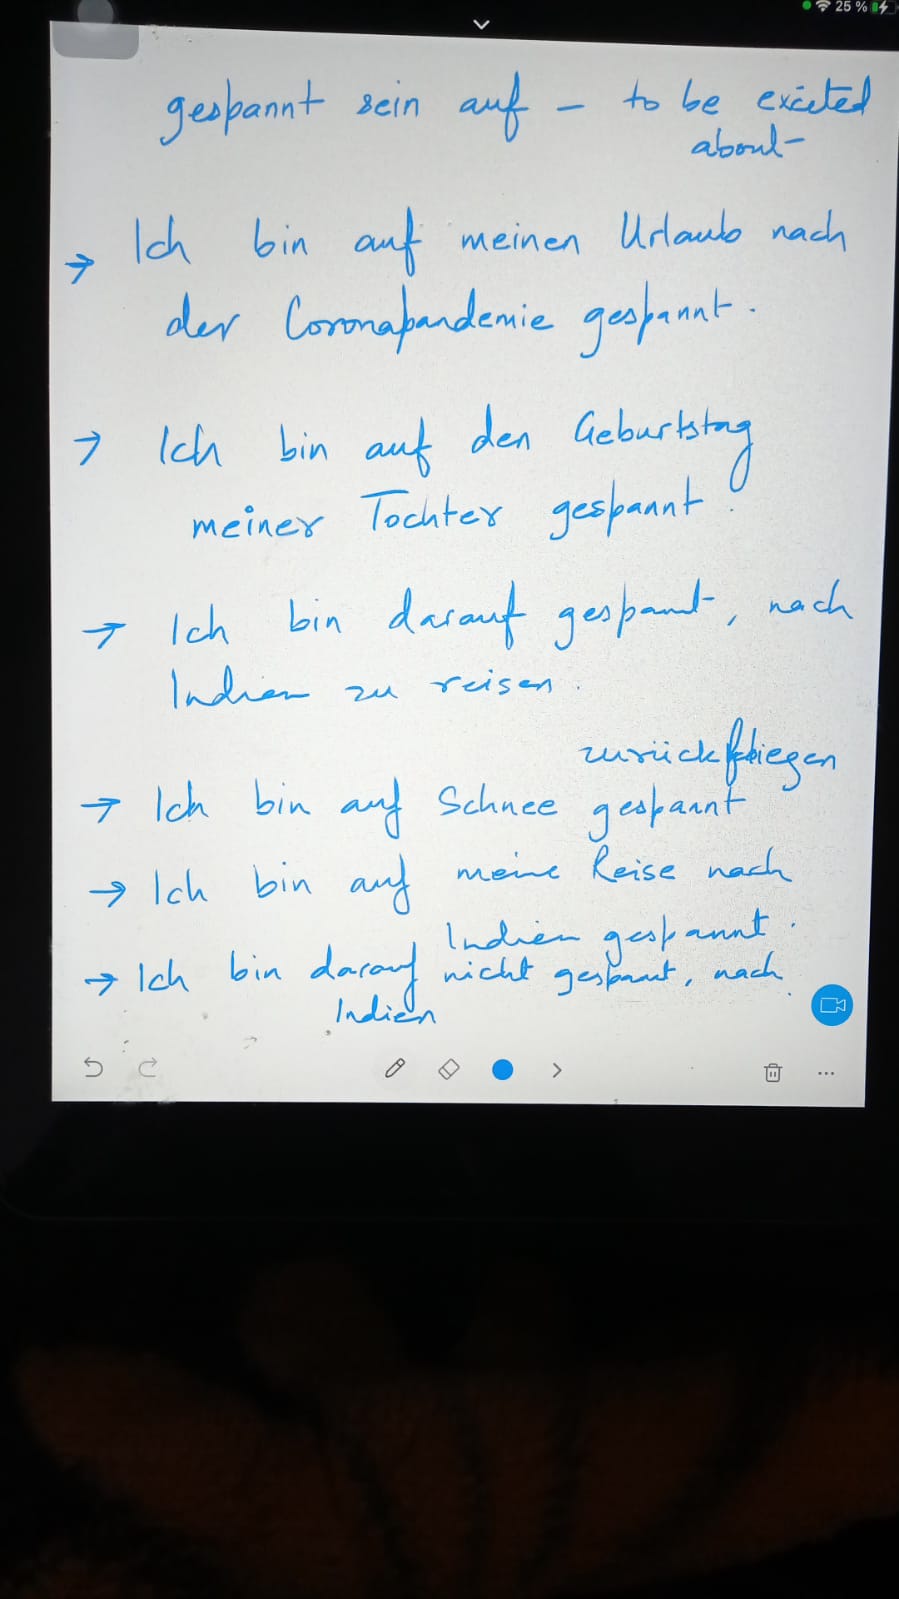 25 %
gespannt sein auf – to be excited
about
→ Ich bin auf meinen Urlaub nach
der Coronapandemie gespannt.
→ Ich bin auf den Geburtstag
meiner Tochter gespannt.
→ Ich bin darauf gespannt, nach
Indien zu reisen.
zurückfliegen
→ Ich bin auf Schnee gespannt
→ Ich bin auf meine Reise nach
Indien gespannt.
→ Ich bin darauf nicht gespannt, nach
Indien